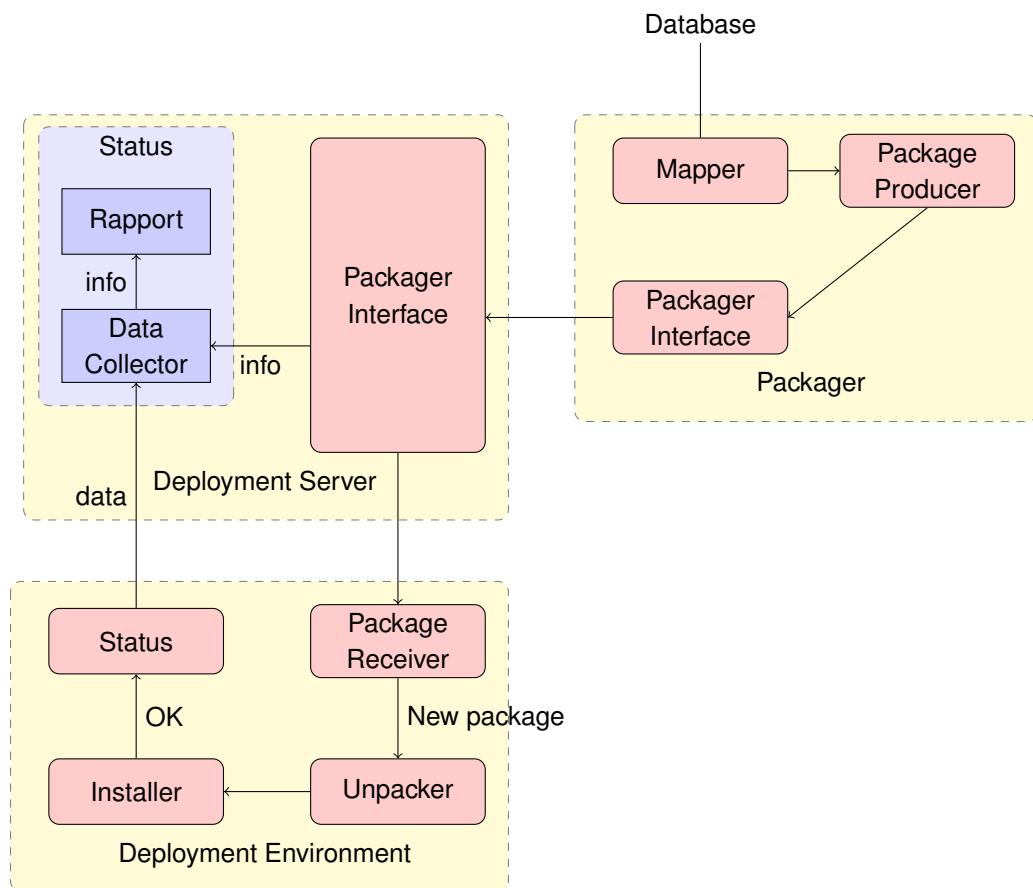 Database
Status
Rapport
info
Data
Collector
info
Packager
Interface
Deployment Server
data
Mapper
Package
Producer
Packager
Interface
Packager
Status
Package
Receiver
OK
New package
Installer
Unpacker
Deployment Environment